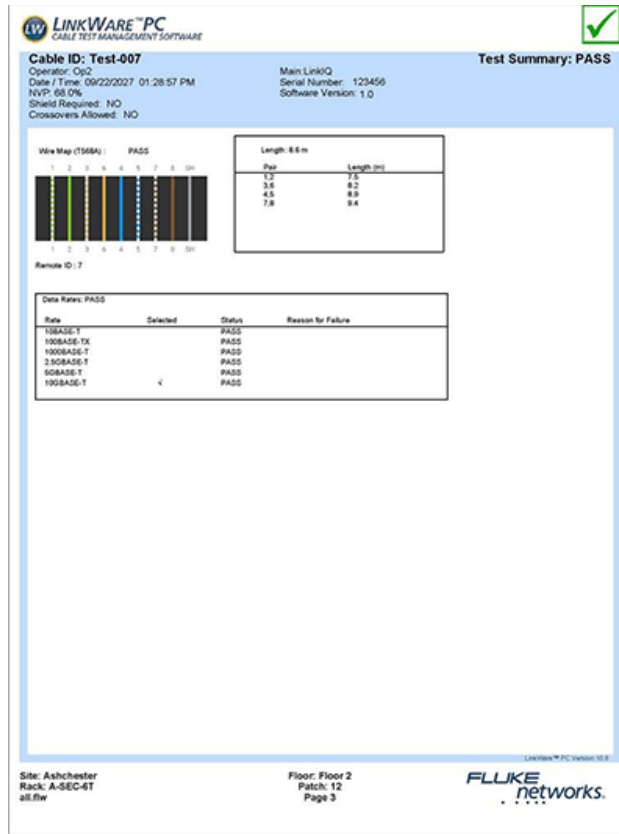 LW LINKWARE™PC
CABLE TEST MANAGEMENT SOFTWARE
Cable ID: Test-007
Test Summary: PASS
Operator: Op2
Date / Time: 09/22/2027 01:28:57 PM
NVP: 68.0%
Shield Required: NO
Crossovers Allowed: NO
Main:LinkIQ
Serial Number: 123456
Software Version: 1.0
Wire Map (T568A) : PASS
1 2 3 6 4 5 7 8 SH
1 2 3 6 4 5 7 8 SH
Remote ID : 7
Length: 8.6 m
Pair Length (m)
1,2 7.5
3,6 8.2
4,5 8.9
7,8 9.4
Data Rates: PASS
Rate Selected Status Reason for Failure
10BASE-T PASS
100BASE-TX PASS
1000BASE-T PASS
2.5GBASE-T PASS
5GBASE-T PASS
10GBASE-T √ PASS
LinkWare™ PC Version 10.9
Site: Ashchester
Rack: A-SEC-6T
all.flw
Floor: Floor 2
Patch: 12
Page 3
FLUKE
networks.